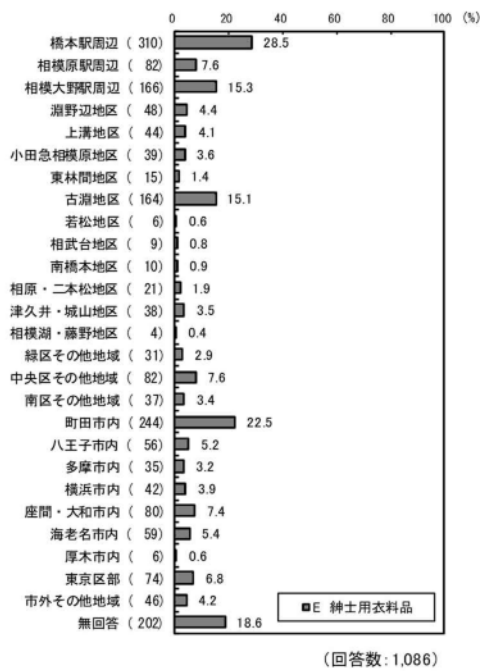 0 20 40 60 80 100 (%)
橋本駅周辺 ( 310) 28.5
相模原駅周辺 ( 82) 7.6
相模大野駅周辺 ( 166) 15.3
淵野辺地区 ( 48) 4.4
上溝地区 ( 44) 4.1
小田急相模原地区 ( 39) 3.6
東林間地区 ( 15) 1.4
古淵地区 ( 164) 15.1
若松地区 ( 6) 0.6
相武台地区 ( 9) 0.8
南橋本地区 ( 10) 0.9
相原・二本松地区 ( 21) 1.9
津久井・城山地区 ( 38) 3.5
相模湖・藤野地区 ( 4) 0.4
緑区その他地域 ( 31) 2.9
中央区その他地域 ( 82) 7.6
南区その他地域 ( 37) 3.4
町田市内 ( 244) 22.5
八王子市内 ( 56) 5.2
多摩市内 ( 35) 3.2
横浜市内 ( 42) 3.9
座間・大和市内 ( 80) 7.4
海老名市内 ( 59) 5.4
厚木市内 ( 6) 0.6
東京区部 ( 74) 6.8
市外その他地域 ( 46) 4.2
無回答 ( 202) 18.6
E 紳士用衣料品
(回答数:1,086)